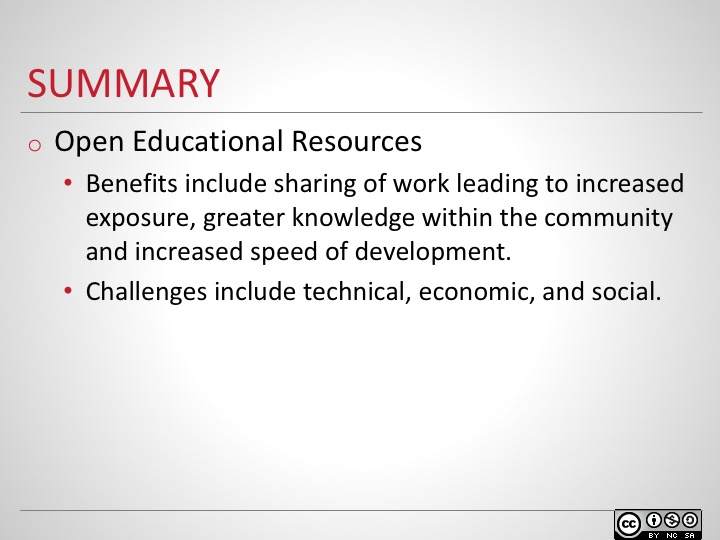 SUMMARY
o Open Educational Resources
• Benefits include sharing of work leading to increased
exposure, greater knowledge within the community
and increased speed of development.
• Challenges include technical, economic, and social.
cc
BY NC SA